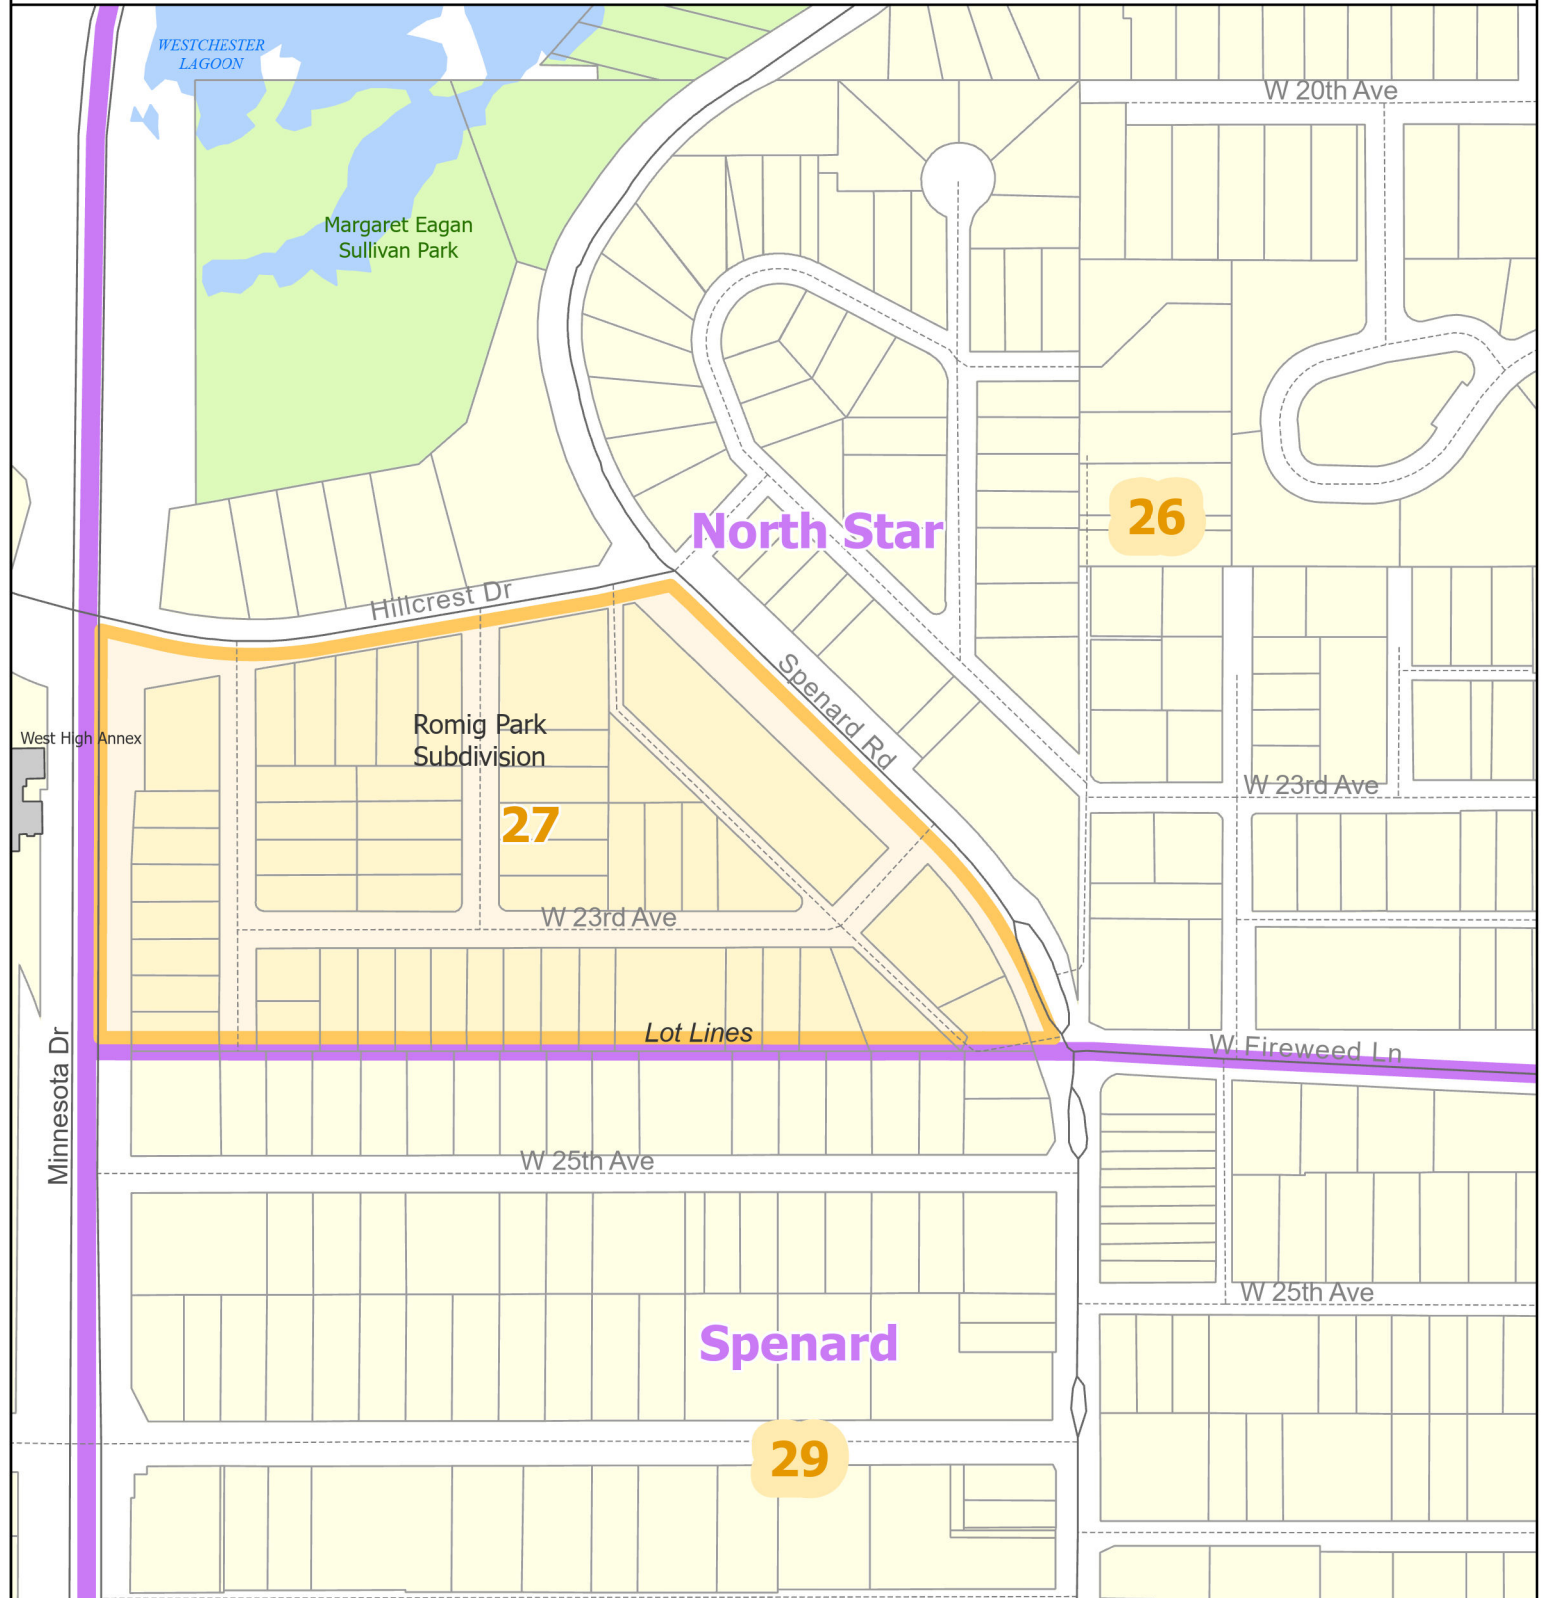 WESTCHESTER
LAGOON
W 20th Ave
Margaret Eagan
Sullivan Park
North Star
26
Hillcrest Dr
Spenard Rd
West High Annex
Romig Park
Subdivision
27
W 23rd Ave
W 23rd Ave
Lot Lines
Minnesota Dr
W Fireweed Ln
W 25th Ave
W 25th Ave
Spenard
29